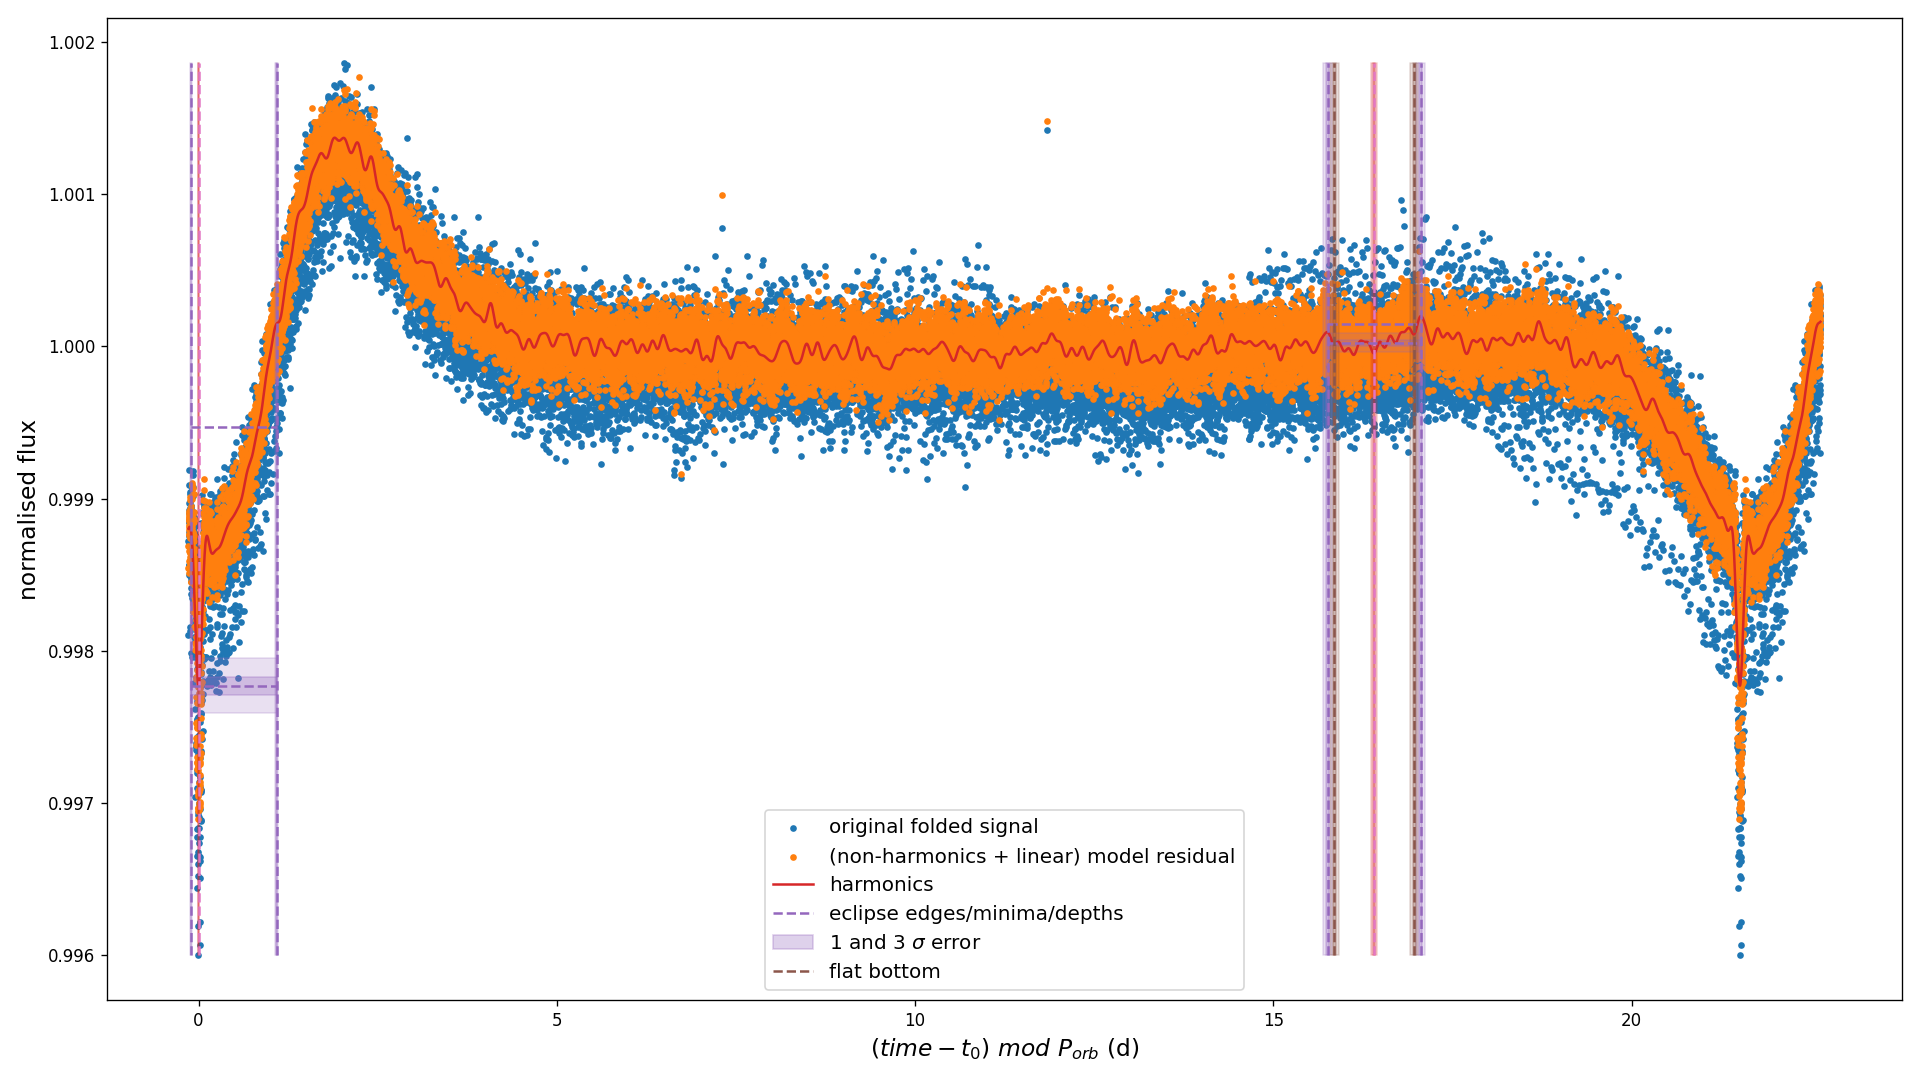 1.002
1.001
1.000
0.999
0.998
0.997
0.996
normalised flux
original folded signal
(non-harmonics + linear) model residual
harmonics
eclipse edges/minima/depths
1 and 3 σ error
flat bottom
0 5 10 15 20
(time − t₀) mod P_orb (d)